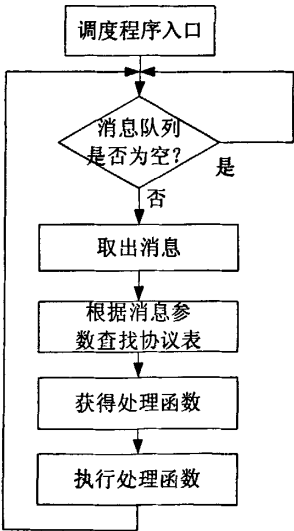 调度程序入口
消息队列
是否为空?
是
否
取出消息
根据消息参
数查找协议表
获得处理函数
执行处理函数